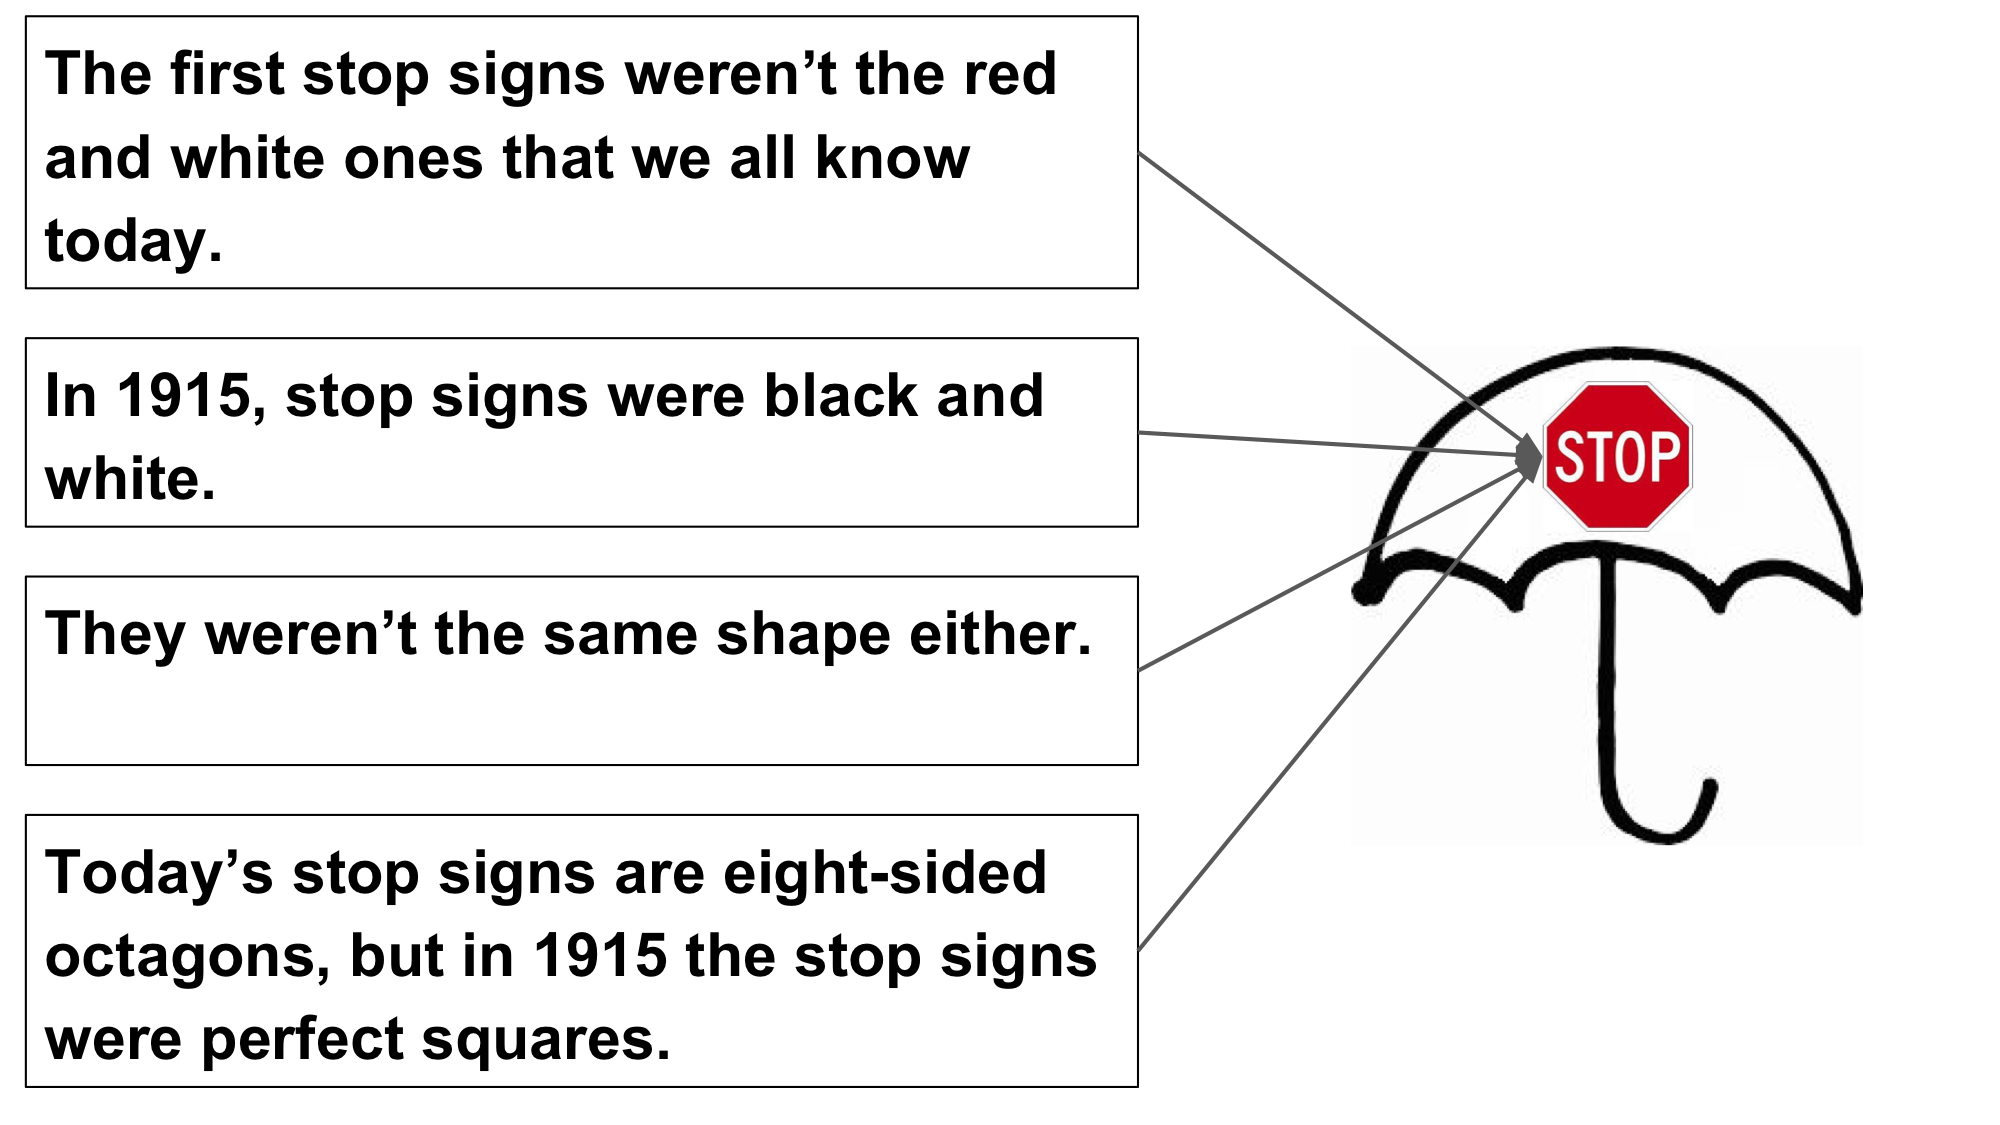 The first stop signs weren’t the red
and white ones that we all know
today.
In 1915, stop signs were black and
white.
They weren’t the same shape either.
Today’s stop signs are eight-sided
octagons, but in 1915 the stop signs
were perfect squares.
STOP